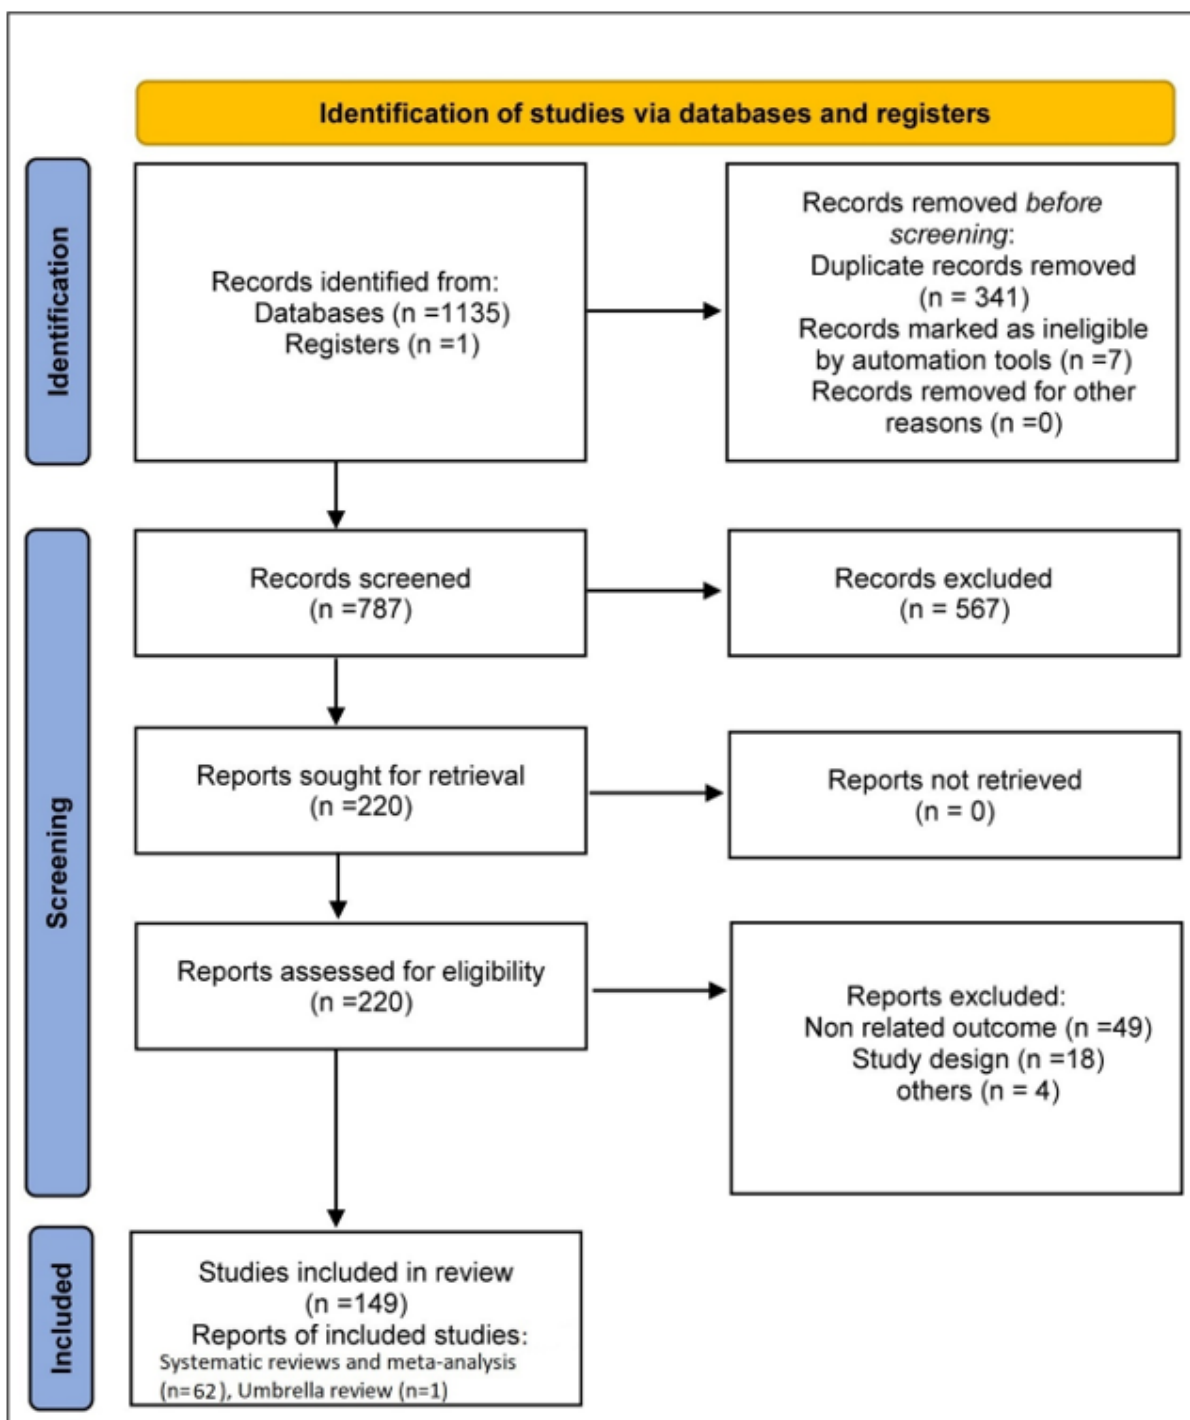 Identification of studies via databases and registers
Identification
Records identified from:
Databases (n =1135)
Registers (n =1)
Records removed before
screening:
Duplicate records removed
(n = 341)
Records marked as ineligible
by automation tools (n =7)
Records removed for other
reasons (n =0)
Screening
Records screened
(n =787)
Records excluded
(n = 567)
Reports sought for retrieval
(n =220)
Reports not retrieved
(n = 0)
Reports assessed for eligibility
(n =220)
Reports excluded:
Non related outcome (n =49)
Study design (n =18)
others (n = 4)
Included
Studies included in review
(n =149)
Reports of included studies:
Systematic reviews and meta-analysis
(n=62), Umbrella review (n=1)